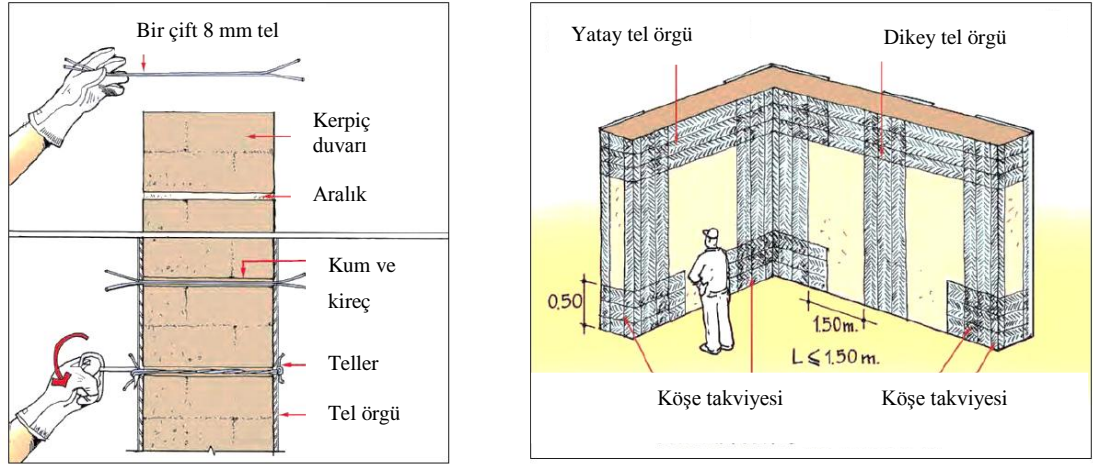 Bir çift 8 mm tel
Kerpiç
duvarı
Aralık
Kum ve
kireç
Teller
Tel örgü
Yatay tel örgü
Dikey tel örgü
0.50
1.50 m.
L ≤ 1.50 m.
Köşe takviyesi
Köşe takviyesi